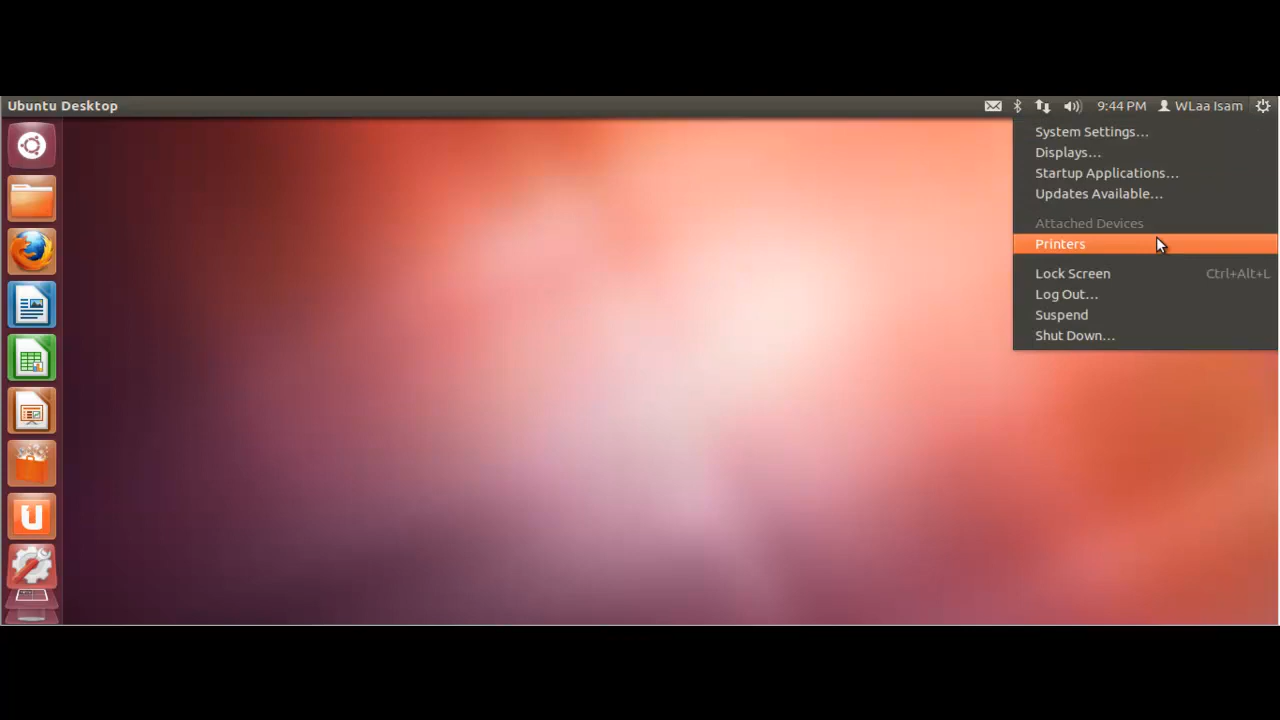 Ubuntu Desktop 9:44 PM WLaa Isam
System Settings...
Displays...
Startup Applications...
Updates Available...
Attached Devices
Printers
Lock Screen Ctrl+Alt+L
Log Out...
Suspend
Shut Down...